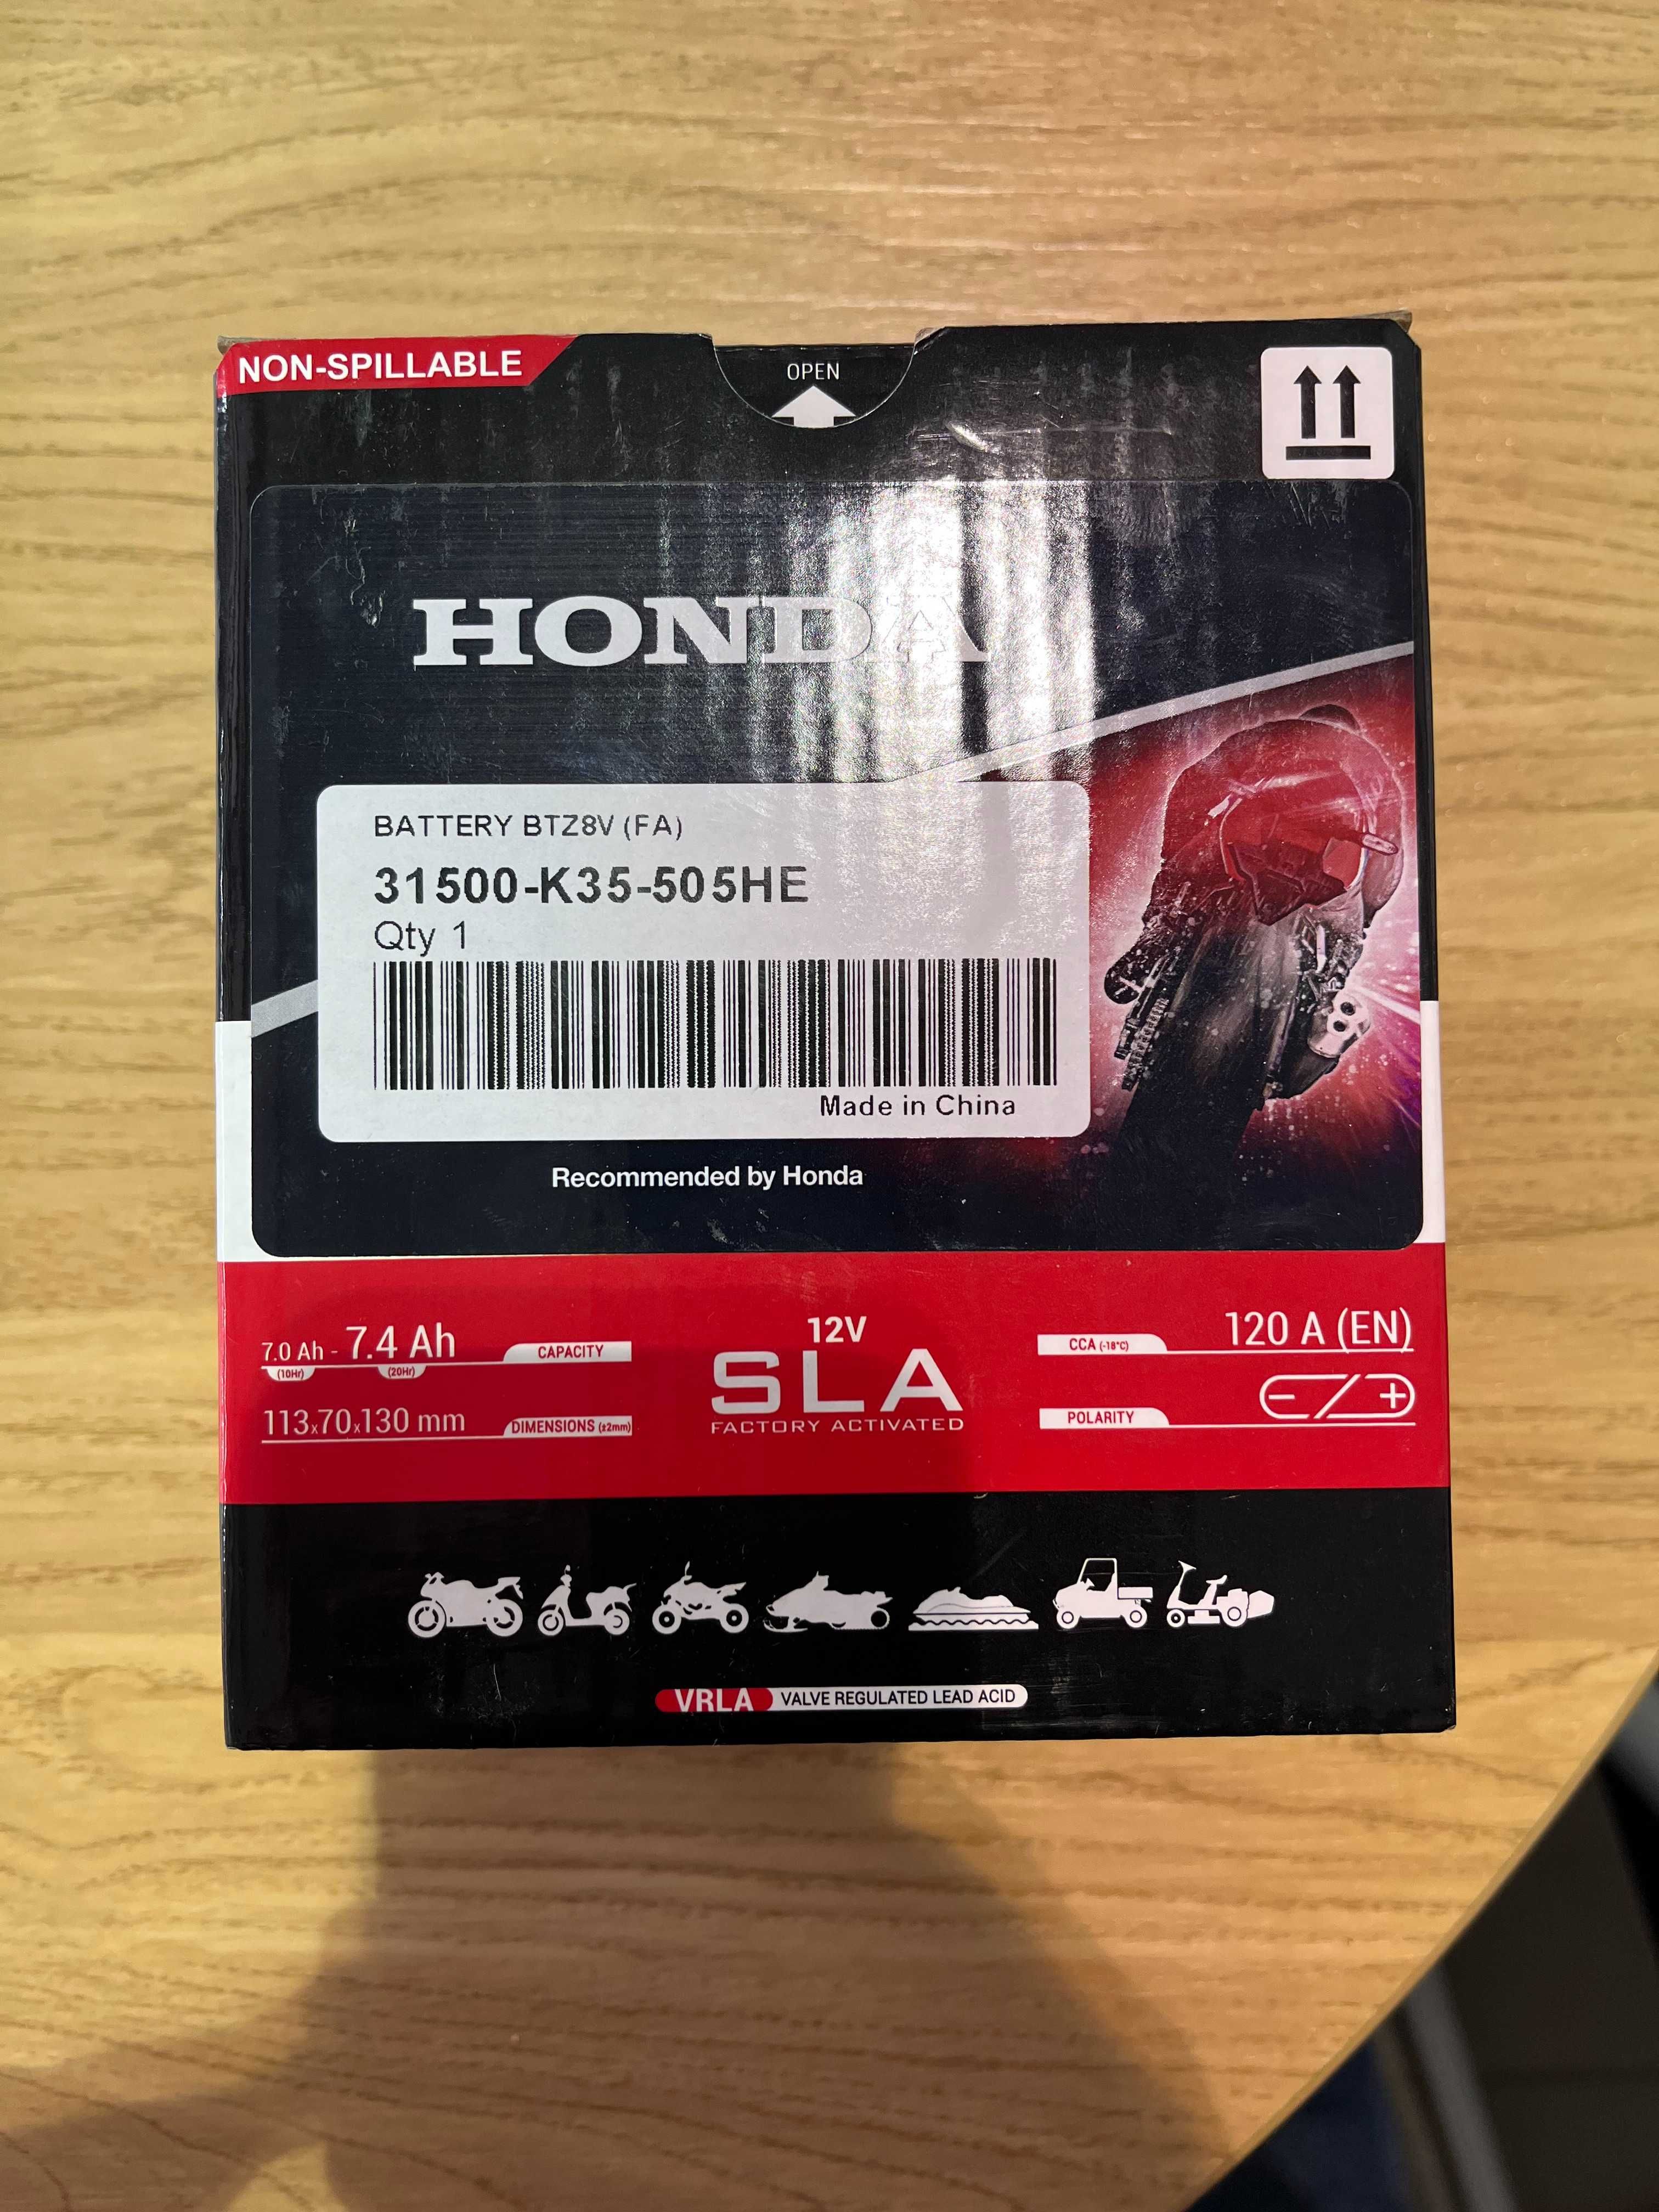 NON-SPILLABLE
OPEN
HONDA
BATTERY BTZ8V (FA)
31500-K35-505HE
Qty 1
Made in China
Recommended by Honda
7.0 Ah - 7.4 Ah CAPACITY
(10Hr) (20Hr)
113x70x130 mm DIMENSIONS (±2mm)
12V
SLA
FACTORY ACTIVATED
CCA (-18°C) 120 A (EN)
POLARITY - / +
VRLA VALVE REGULATED LEAD ACID